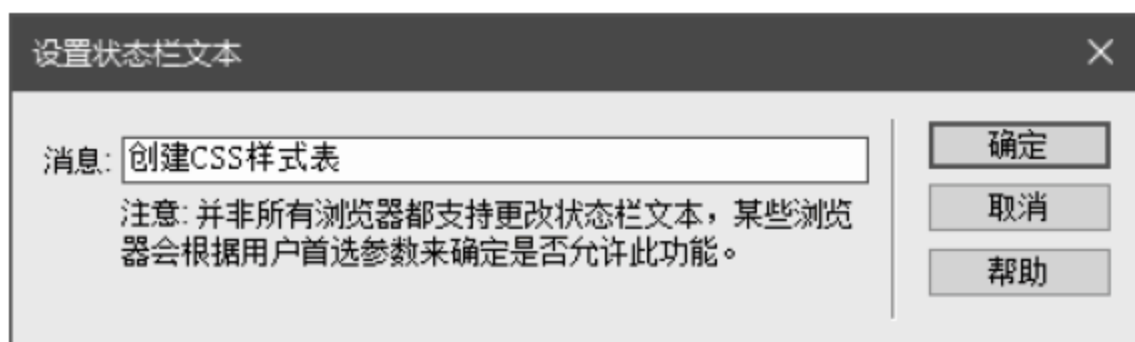 设置状态栏文本
消息: 创建CSS样式表
确定
注意: 并非所有浏览器都支持更改状态栏文本，某些浏览
器会根据用户首选参数来确定是否允许此功能。
取消
帮助